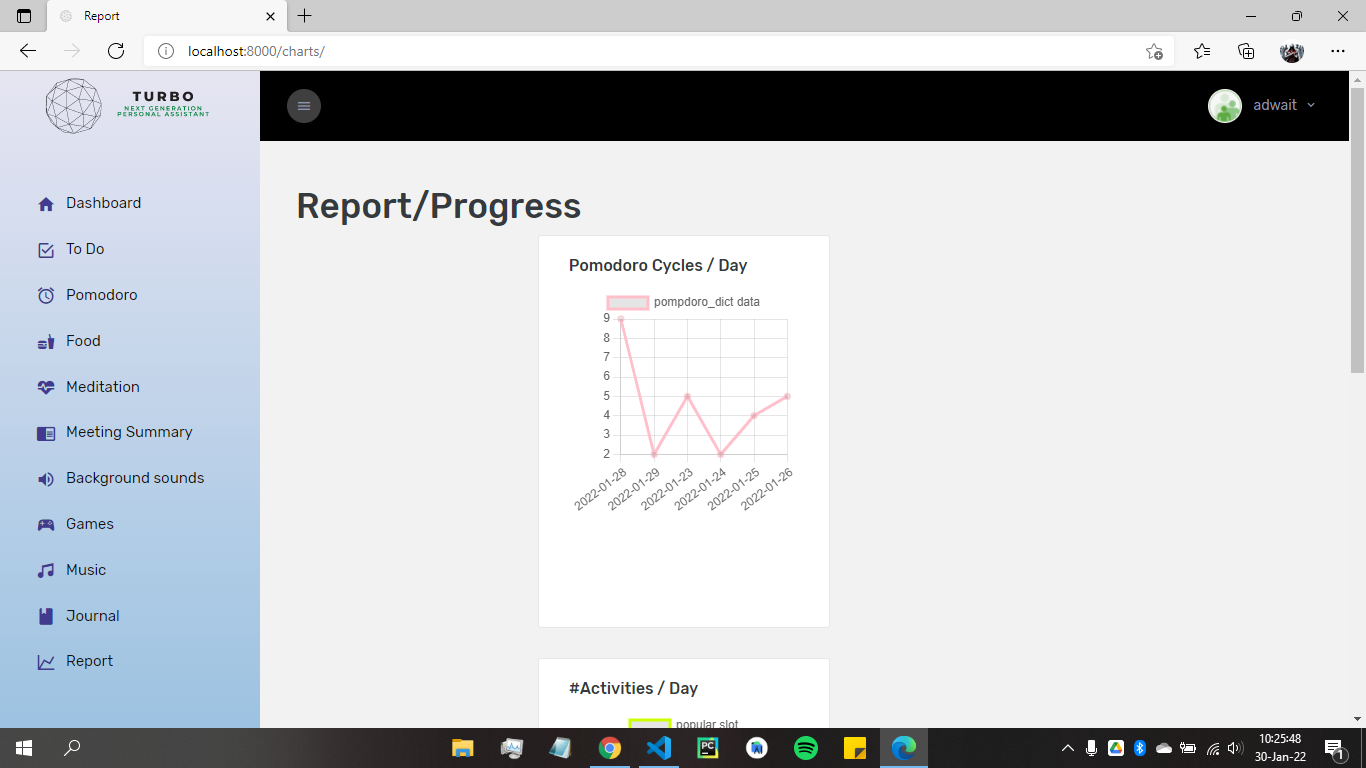 Report
localhost:8000/charts/
TURBO
NEXT GENERATION
PERSONAL ASSISTANT
adwait
Dashboard
To Do
Pomodoro
Food
Meditation
Meeting Summary
Background sounds
Games
Music
Journal
Report
Report/Progress
Pomodoro Cycles / Day
pompdoro_dict data
9
8
7
6
5
4
3
2
2022-01-28
2022-01-29
2022-01-23
2022-01-24
2022-01-25
2022-01-26
#Activities / Day
popular slot
PC
10:25:48
30-Jan-22
1